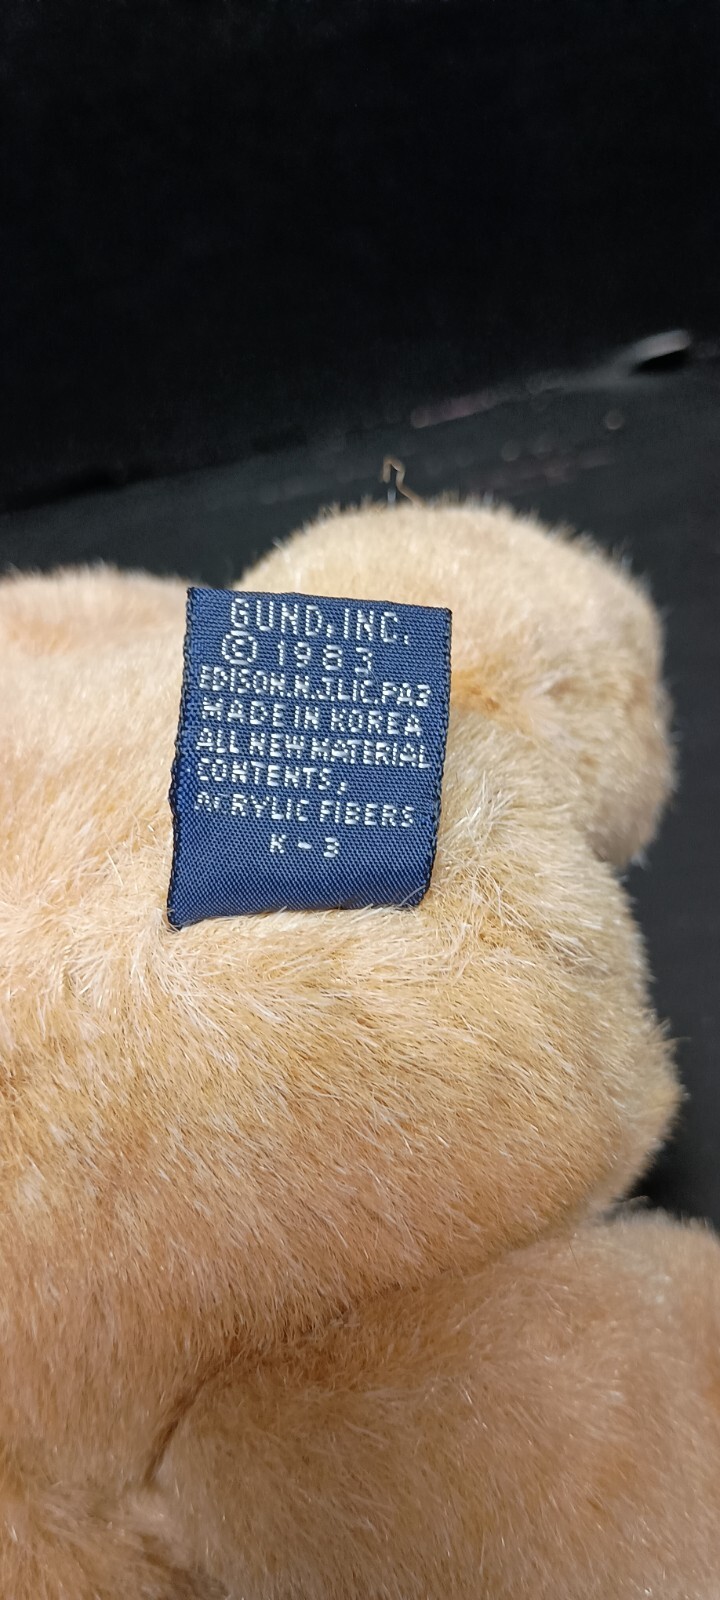 GUND, INC.
© 1983
EDISON.N.J.LIC.PA3
MADE IN KOREA
ALL NEW MATERIAL
CONTENTS,
ACRYLIC FIBERS
K - 3